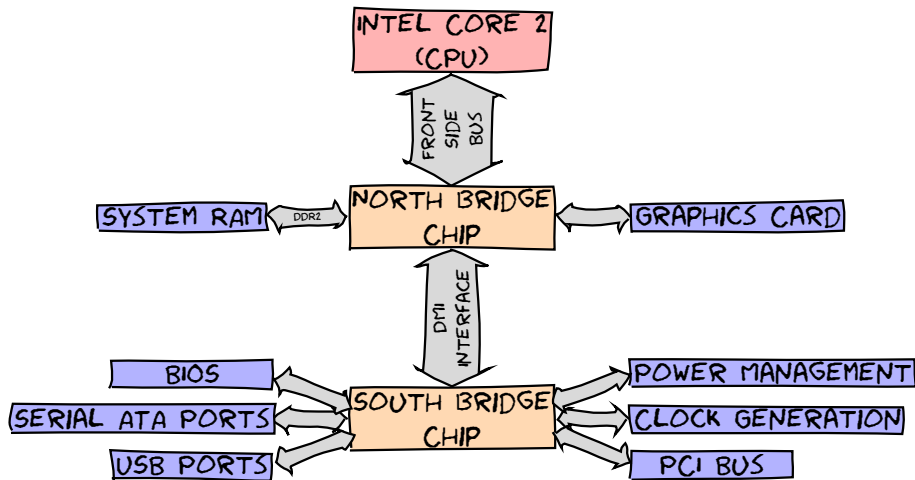 INTEL CORE 2
(CPU)
FRONT
SIDE
BUS
SYSTEM RAM
DDR2
NORTH BRIDGE
CHIP
GRAPHICS CARD
DMI
INTERFACE
BIOS
SERIAL ATA PORTS
USB PORTS
SOUTH BRIDGE
CHIP
POWER MANAGEMENT
CLOCK GENERATION
PCI BUS